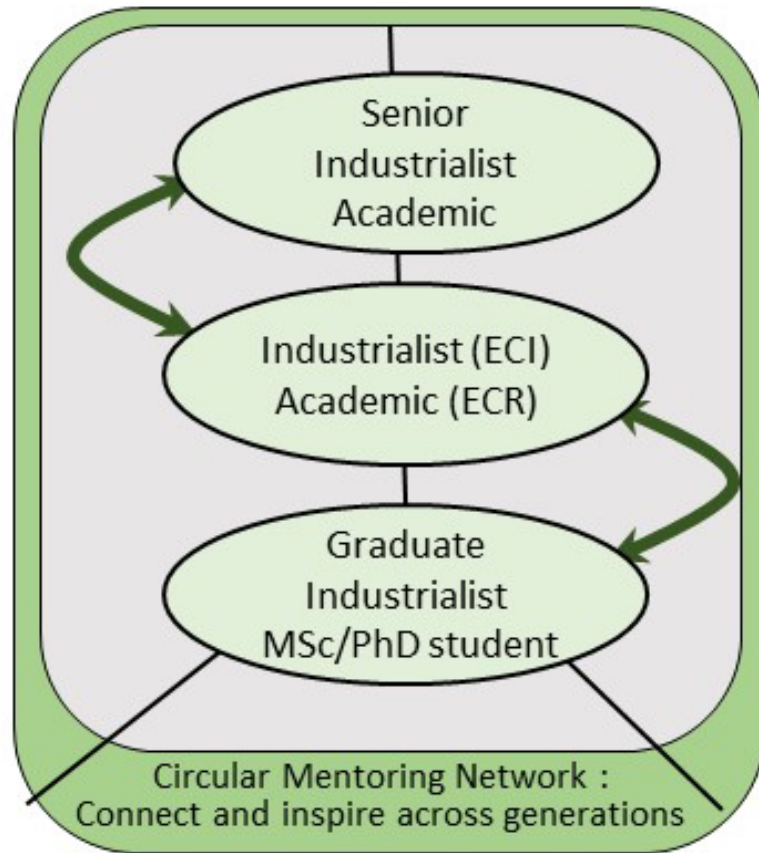 Senior
Industrialist
Academic
Industrialist (ECI)
Academic (ECR)
Graduate
Industrialist
MSc/PhD student
Circular Mentoring Network :
Connect and inspire across generations